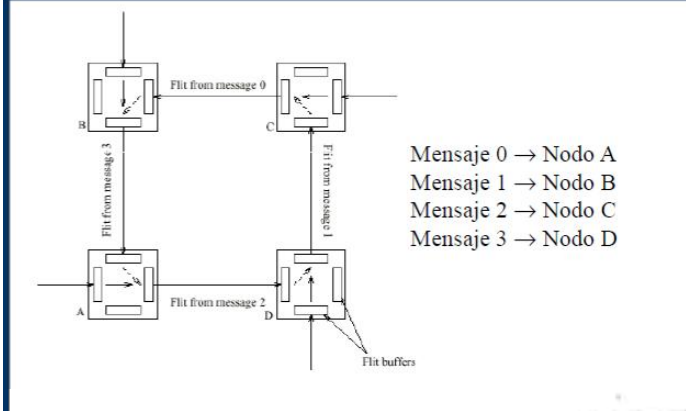 Flit from message 0
B
C
Flit from message 3
Flit from message 1
Mensaje 0 → Nodo A
Mensaje 1 → Nodo B
Mensaje 2 → Nodo C
Mensaje 3 → Nodo D
A
Flit from message 2
D
Flit buffers